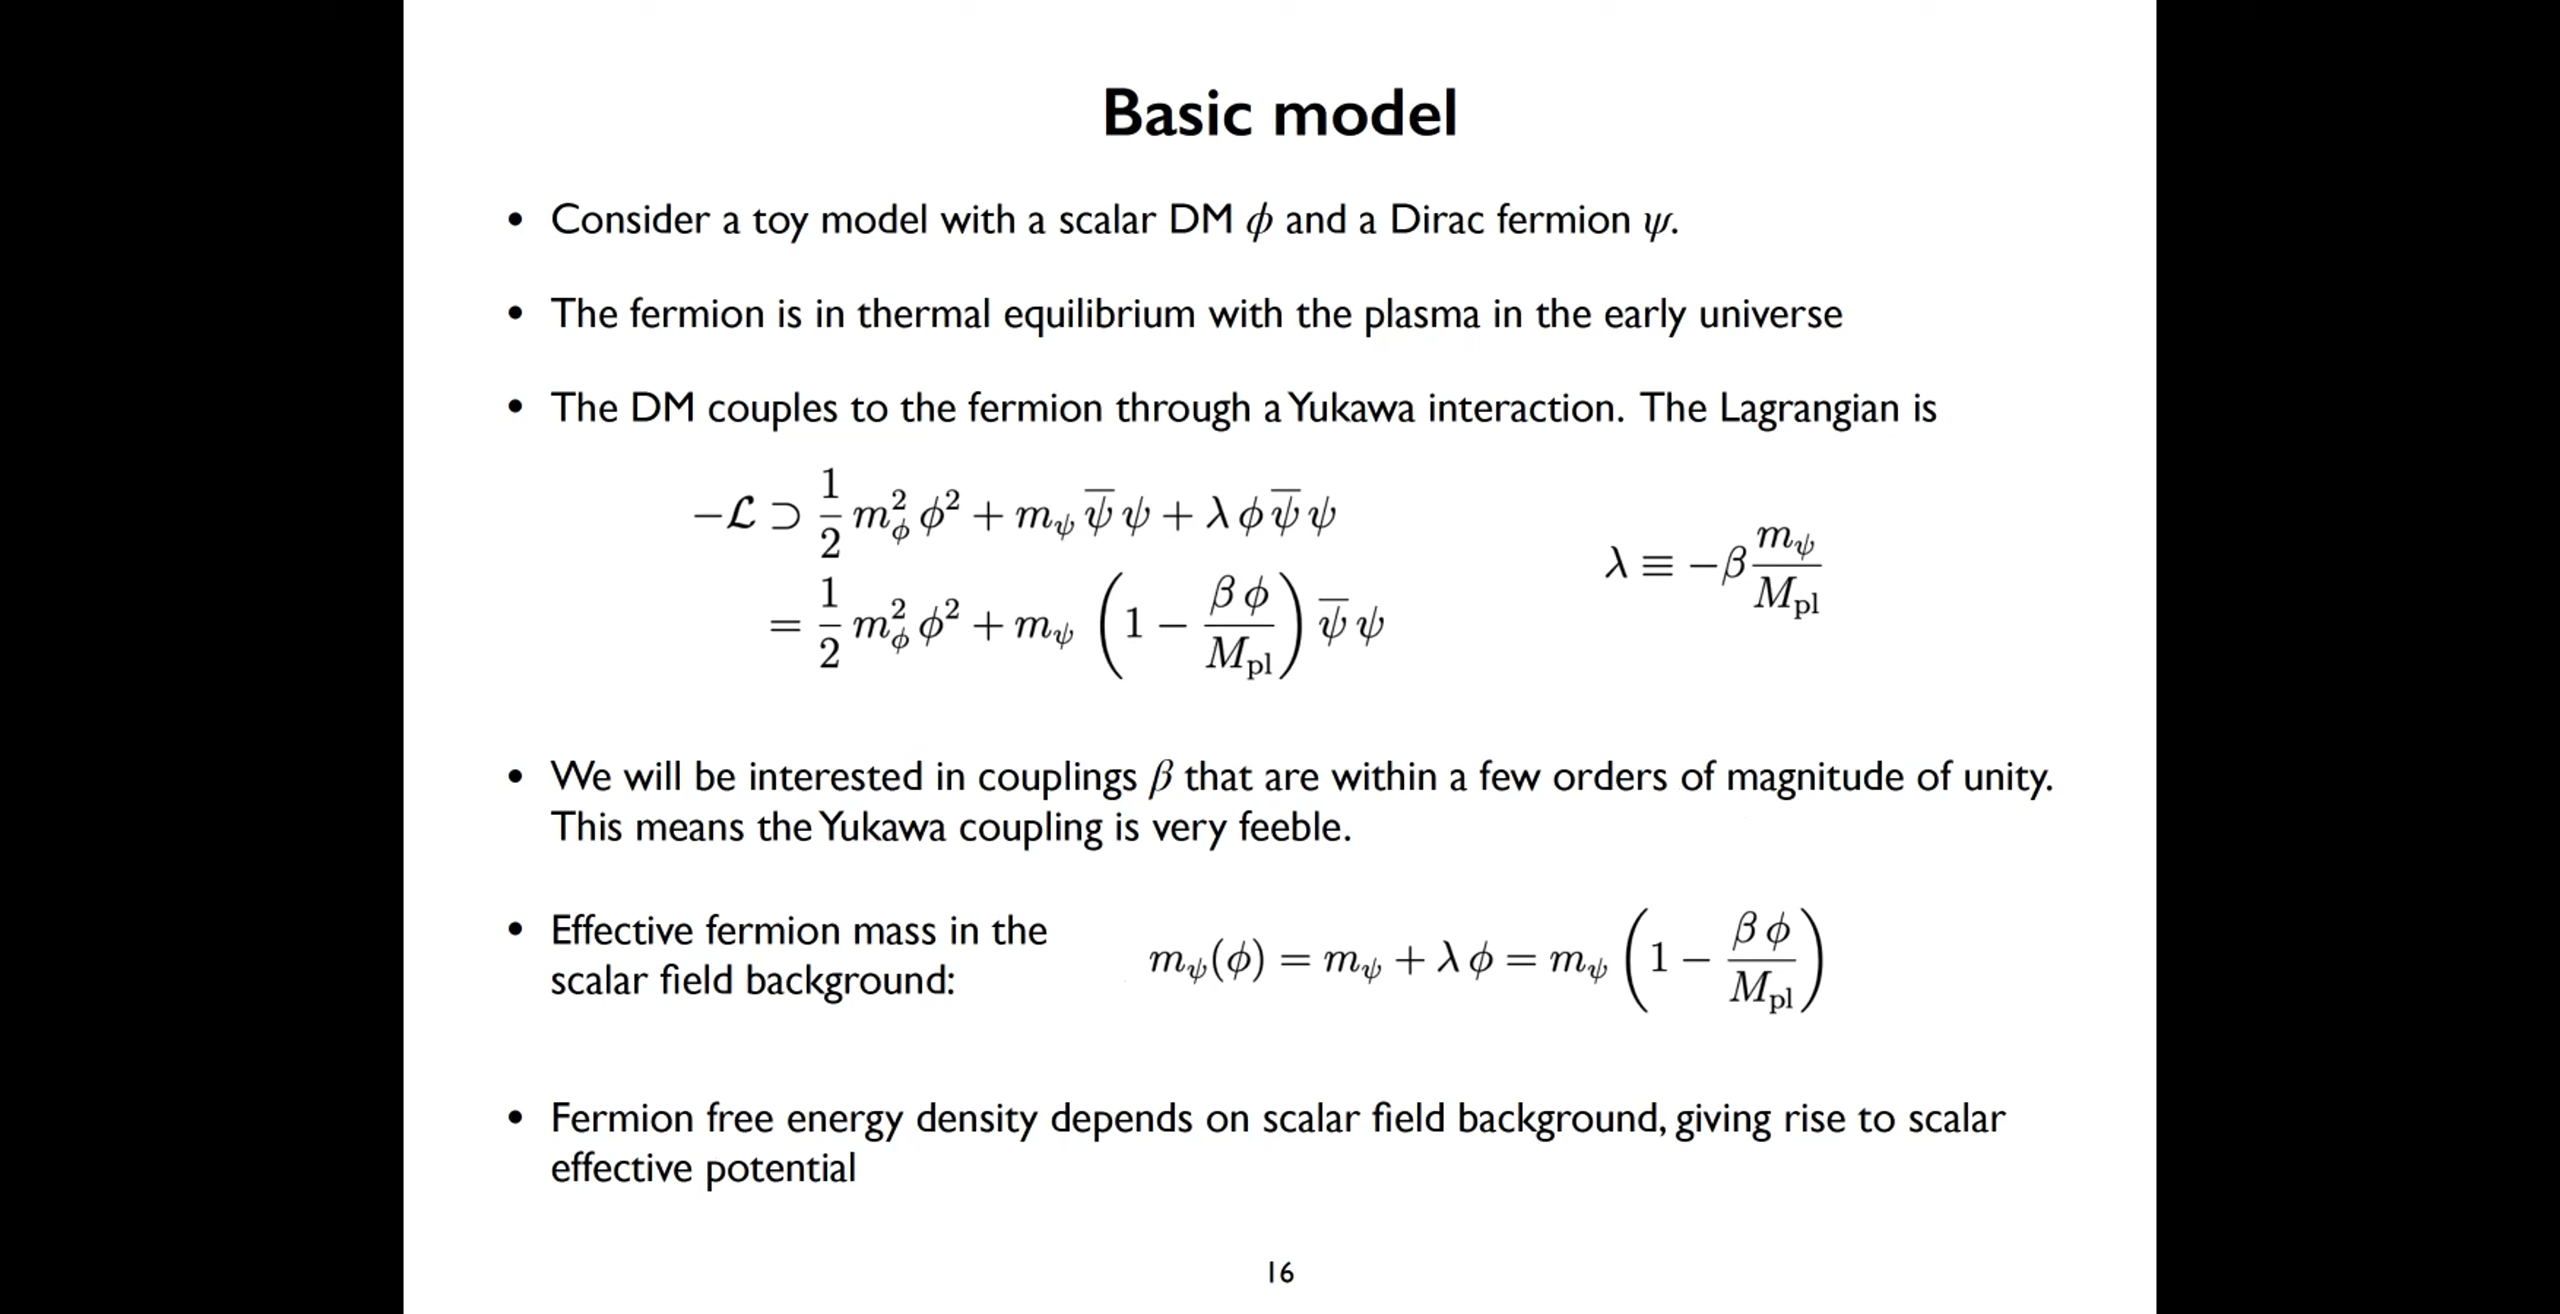 Basic model
• Consider a toy model with a scalar DM ϕ and a Dirac fermion ψ.
• The fermion is in thermal equilibrium with the plasma in the early universe
• The DM couples to the fermion through a Yukawa interaction. The Lagrangian is
−ℒ ⊃ 1/2 m_ϕ^2 ϕ^2 + m_ψ ψ̅ ψ + λ ϕ ψ̅ ψ
= 1/2 m_ϕ^2 ϕ^2 + m_ψ (1 − β ϕ / M_pl) ψ̅ ψ
λ ≡ −β m_ψ / M_pl
• We will be interested in couplings β that are within a few orders of magnitude of unity.
This means the Yukawa coupling is very feeble.
• Effective fermion mass in the
scalar field background:
m_ψ(ϕ) = m_ψ + λ ϕ = m_ψ (1 − β ϕ / M_pl)
• Fermion free energy density depends on scalar field background, giving rise to scalar
effective potential
16